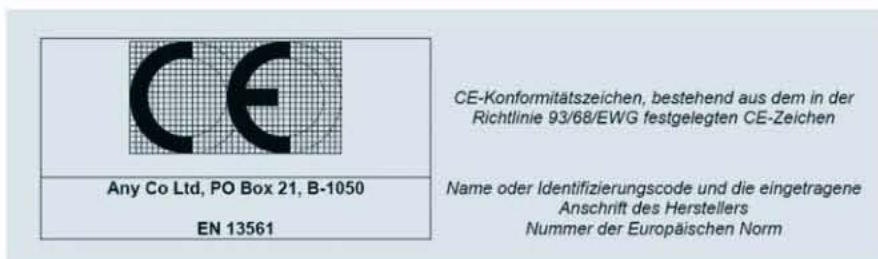 CE
CE-Konformitätszeichen, bestehend aus dem in der
Richtlinie 93/68/EWG festgelegten CE-Zeichen
Any Co Ltd, PO Box 21, B-1050
EN 13561
Name oder Identifizierungscode und die eingetragene
Anschrift des Herstellers
Nummer der Europäischen Norm